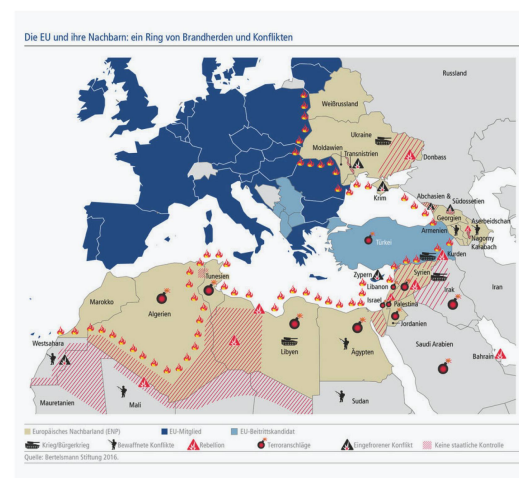 Die EU und ihre Nachbarn: ein Ring von Brandherden und Konflikten
Russland
Weißrussland
Ukraine
Moldawien
Transnistrien
Donbass
Krim
Abchasien &
Südossetien
Georgien
Aserbeidschan
Armenien
Nagorny
Karabach
Türkei
Kurden
Zypern
Syrien
Libanon
Irak
Iran
Israel
Palestina
Jordanien
Tunesien
Marokko
Algerien
Westsahara
Libyen
Ägypten
Saudi Arabien
Bahrain
Mauretanien
Mali
Sudan
Europäisches Nachbarland (ENP) EU-Mitglied EU-Beitrittskandidat
Krieg/Bürgerkrieg Bewaffnete Konflikte Rebellion Terroranschläge Eingefrorener Konflikt Keine staatliche Kontrolle
Quelle: Bertelsmann Stiftung 2016.